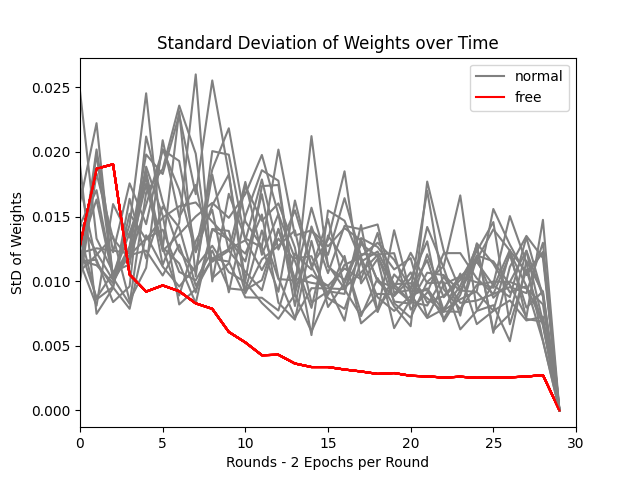 Standard Deviation of Weights over Time
normal
free
StD of Weights
0.025
0.020
0.015
0.010
0.005
0.000
0 5 10 15 20 25 30
Rounds - 2 Epochs per Round